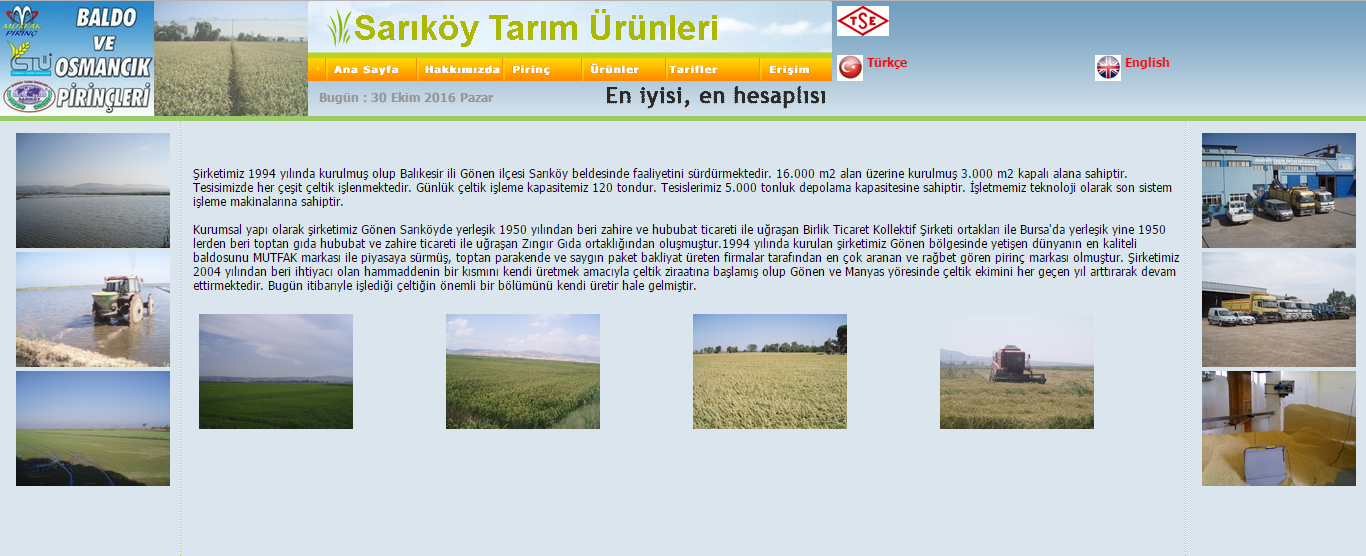 MUTFAK
PİRİNÇ
BALDO
VE
OSMANCIK
PİRİNÇLERİ
SARIKÖY
Sarıköy Tarım Ürünleri
TSE
Ana Sayfa
Hakkımızda
Pirinç
Ürünler
Tarifler
Erişim
Türkçe
English
Bugün : 30 Ekim 2016 Pazar
En iyisi, en hesaplısı
Şirketimiz 1994 yılında kurulmuş olup Balıkesir ili Gönen ilçesi Sarıköy beldesinde faaliyetini sürdürmektedir. 16.000 m2 alan üzerine kurulmuş 3.000 m2 kapalı alana sahiptir.
Tesisimizde her çeşit çeltik işlenmektedir. Günlük çeltik işleme kapasitemiz 120 tondur. Tesislerimiz 5.000 tonluk depolama kapasitesine sahiptir. İşletmemiz teknoloji olarak son sistem
işleme makinalarına sahiptir.
Kurumsal yapı olarak şirketimiz Gönen Sarıköyde yerleşik 1950 yılından beri zahire ve hububat ticareti ile uğraşan Birlik Ticaret Kollektif Şirketi ortakları ile Bursa'da yerleşik yine 1950
lerden beri toptan gıda hububat ve zahire ticareti ile uğraşan Zıngır Gıda ortaklığından oluşmuştur.1994 yılında kurulan şirketimiz Gönen bölgesinde yetişen dünyanın en kaliteli
baldosunu MUTFAK markası ile piyasaya sürmüş, toptan parakende ve saygın paket bakliyat üreten firmalar tarafından en çok aranan ve rağbet gören pirinç markası olmuştur. Şirketimiz
2004 yılından beri ihtiyacı olan hammaddenin bir kısmını kendi üretmek amacıyla çeltik ziraatına başlamış olup Gönen ve Manyas yöresinde çeltik ekimini her geçen yıl arttırarak devam
ettirmektedir. Bugün itibarıyle işlediği çeltiğin önemli bir bölümünü kendi üretir hale gelmiştir.